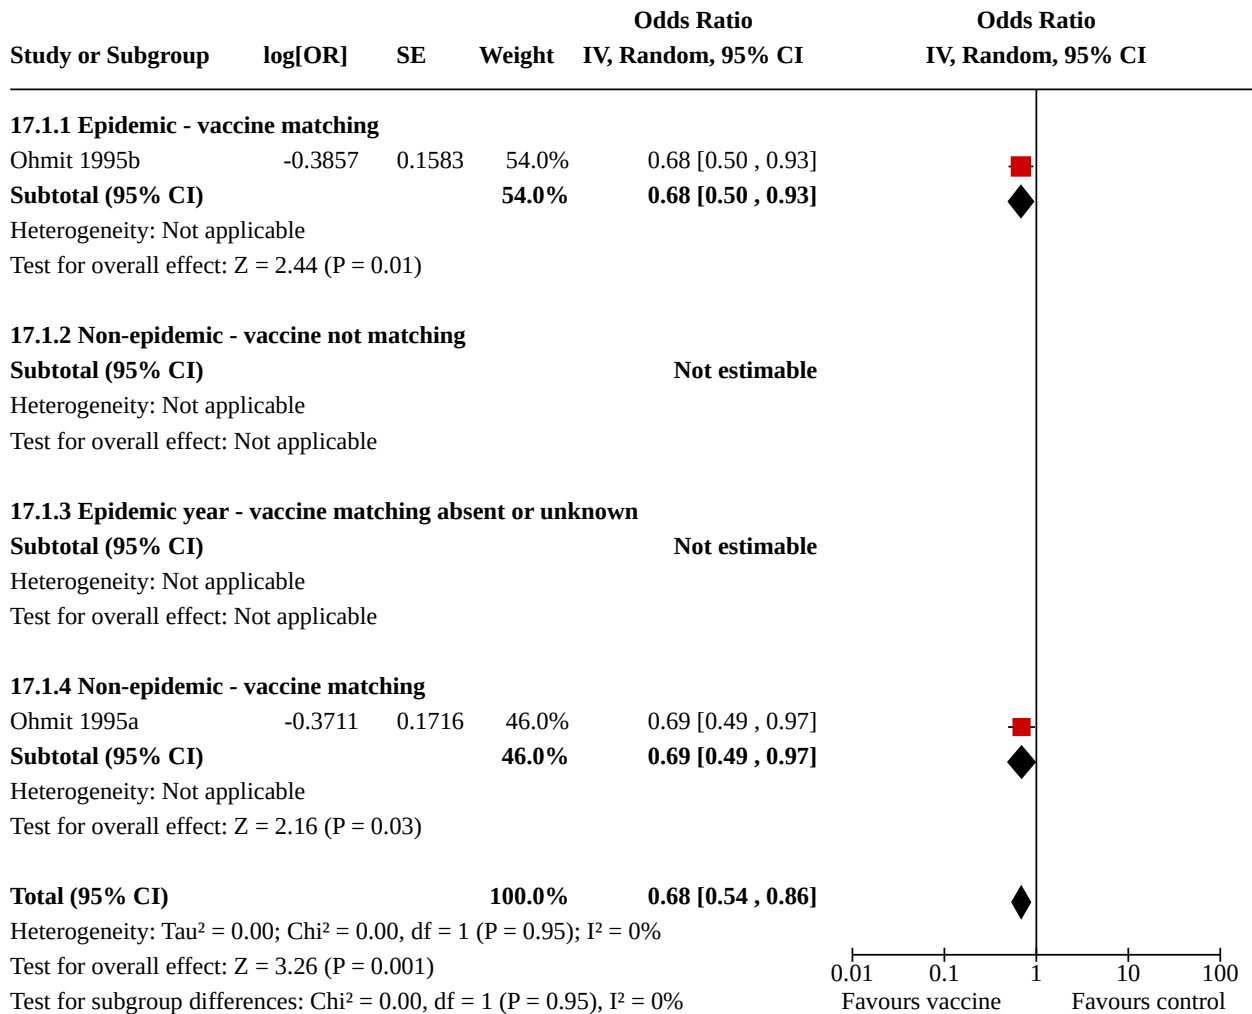 Odds Ratio Odds Ratio
Study or Subgroup log[OR] SE Weight IV, Random, 95% CI IV, Random, 95% CI
17.1.1 Epidemic - vaccine matching
Ohmit 1995b -0.3857 0.1583 54.0% 0.68 [0.50 , 0.93]
Subtotal (95% CI) 54.0% 0.68 [0.50 , 0.93]
Heterogeneity: Not applicable
Test for overall effect: Z = 2.44 (P = 0.01)
17.1.2 Non-epidemic - vaccine not matching
Subtotal (95% CI) Not estimable
Heterogeneity: Not applicable
Test for overall effect: Not applicable
17.1.3 Epidemic year - vaccine matching absent or unknown
Subtotal (95% CI) Not estimable
Heterogeneity: Not applicable
Test for overall effect: Not applicable
17.1.4 Non-epidemic - vaccine matching
Ohmit 1995a -0.3711 0.1716 46.0% 0.69 [0.49 , 0.97]
Subtotal (95% CI) 46.0% 0.69 [0.49 , 0.97]
Heterogeneity: Not applicable
Test for overall effect: Z = 2.16 (P = 0.03)
Total (95% CI) 100.0% 0.68 [0.54 , 0.86]
Heterogeneity: Tau² = 0.00; Chi² = 0.00, df = 1 (P = 0.95); I² = 0%
Test for overall effect: Z = 3.26 (P = 0.001) 0.01 0.1 1 10 100
Test for subgroup differences: Chi² = 0.00, df = 1 (P = 0.95), I² = 0% Favours vaccine Favours control